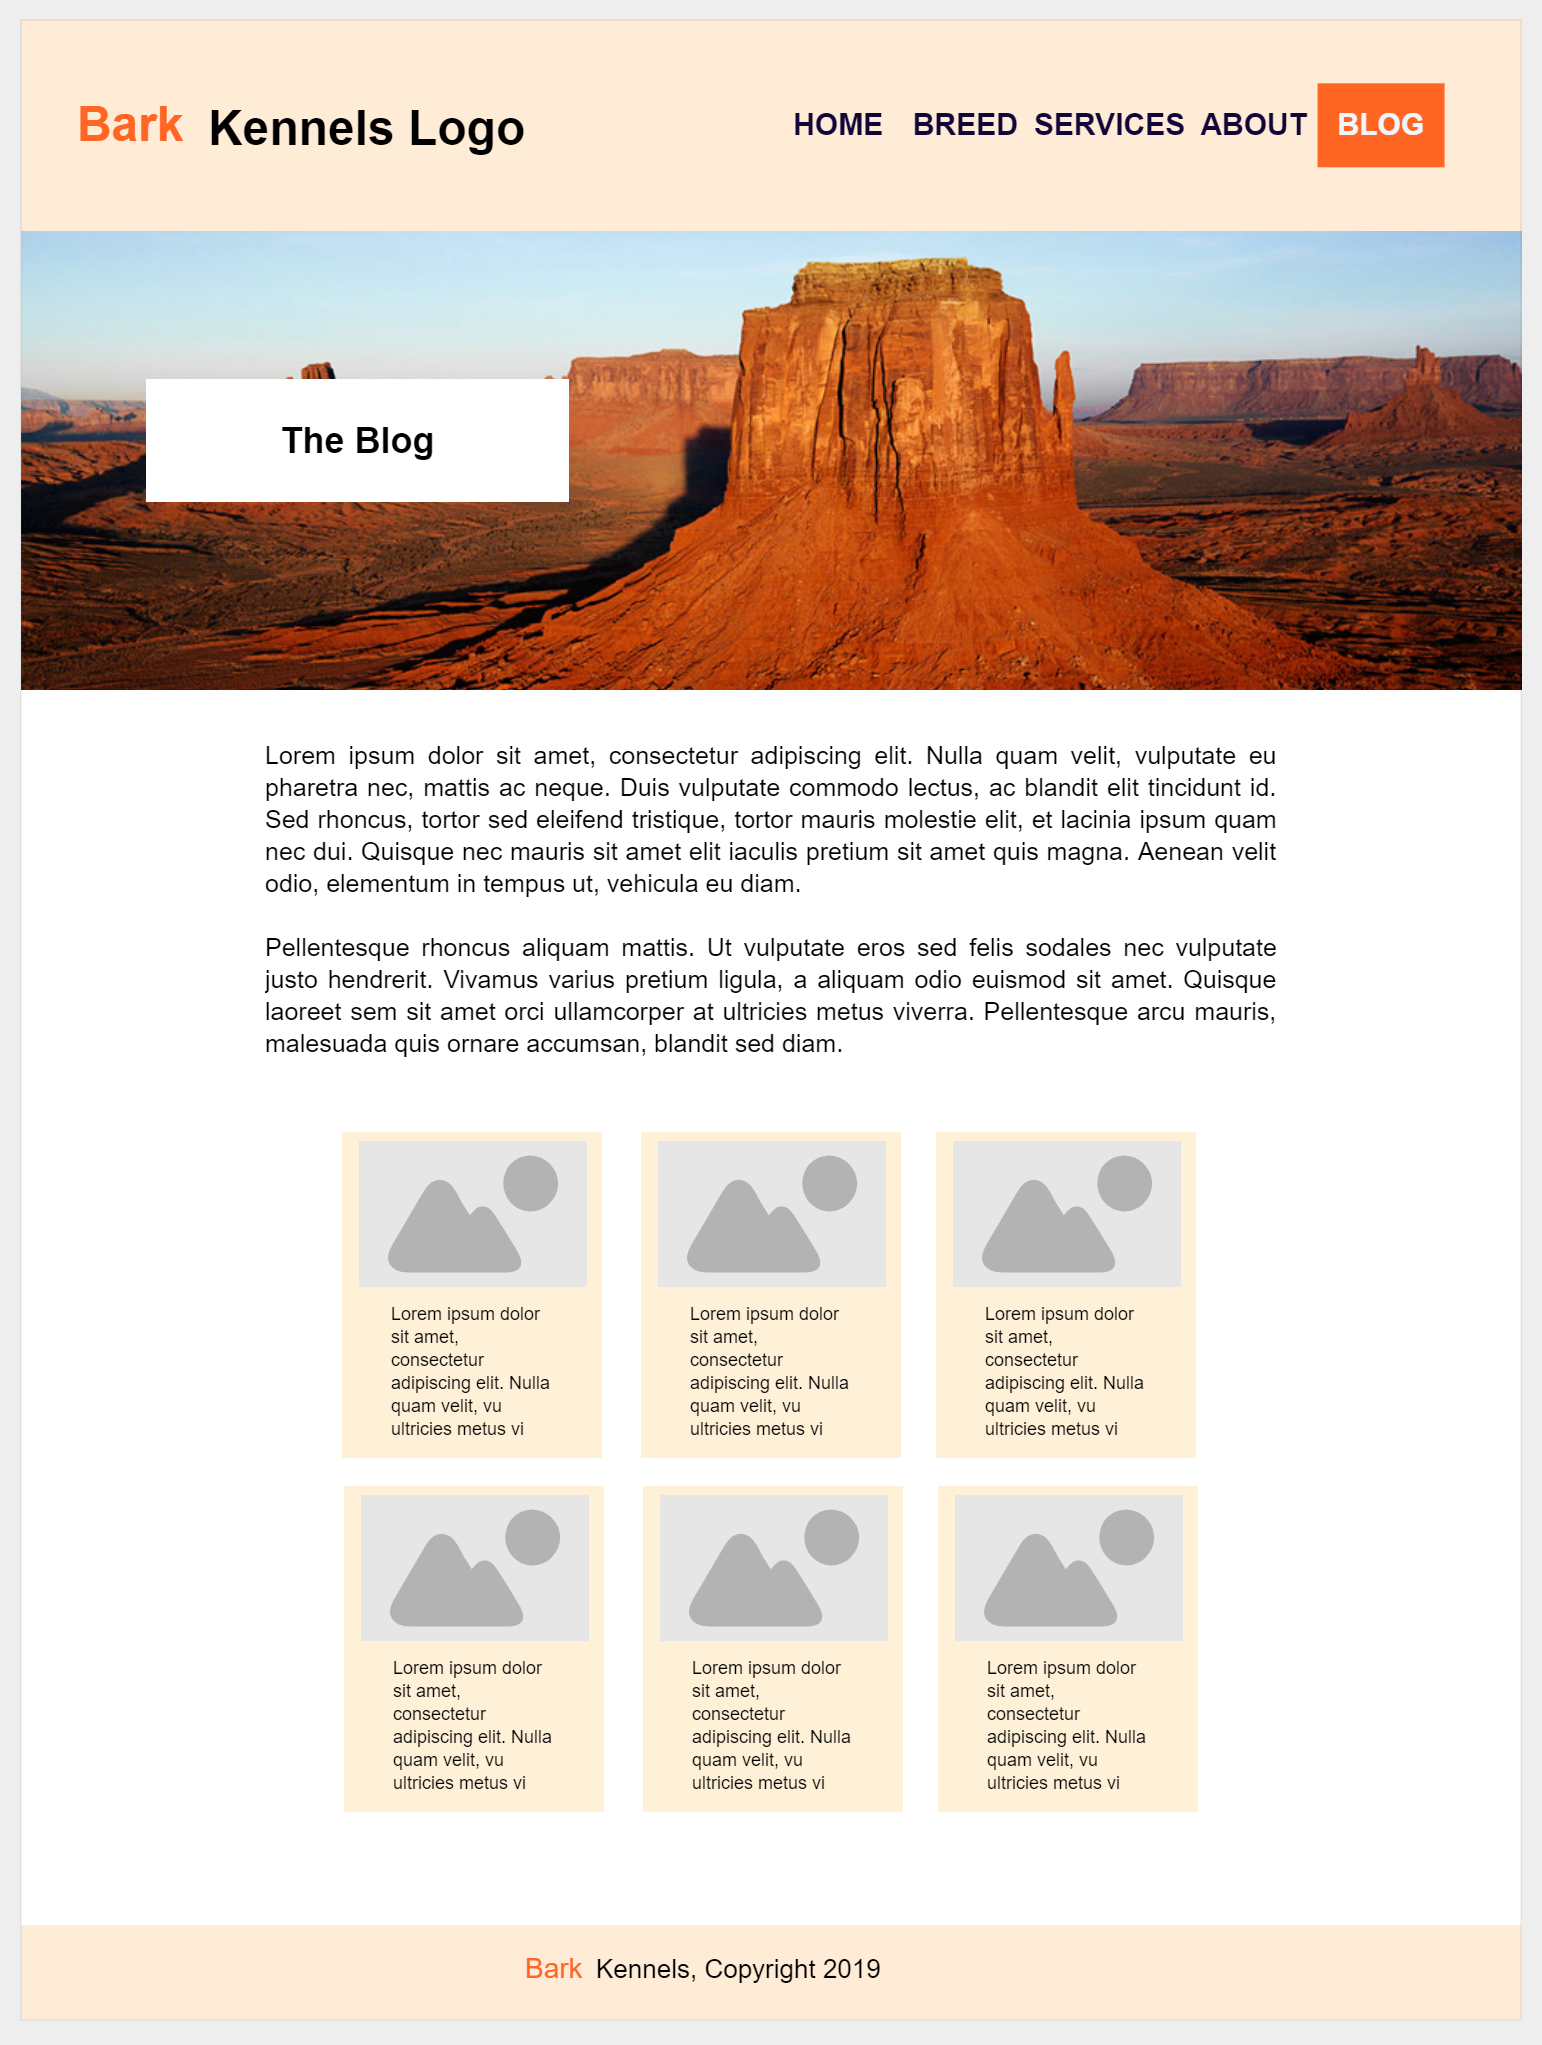 Bark Kennels Logo
HOME BREED SERVICES ABOUT BLOG
The Blog
Lorem ipsum dolor sit amet, consectetur adipiscing elit. Nulla quam velit, vulputate eu
pharetra nec, mattis ac neque. Duis vulputate commodo lectus, ac blandit elit tincidunt id.
Sed rhoncus, tortor sed eleifend tristique, tortor mauris molestie elit, et lacinia ipsum quam
nec dui. Quisque nec mauris sit amet elit iaculis pretium sit amet quis magna. Aenean velit
odio, elementum in tempus ut, vehicula eu diam.
Pellentesque rhoncus aliquam mattis. Ut vulputate eros sed felis sodales nec vulputate
justo hendrerit. Vivamus varius pretium ligula, a aliquam odio euismod sit amet. Quisque
laoreet sem sit amet orci ullamcorper at ultricies metus viverra. Pellentesque arcu mauris,
malesuada quis ornare accumsan, blandit sed diam.
Lorem ipsum dolor
sit amet,
consectetur
adipiscing elit. Nulla
quam velit, vu
ultricies metus vi
Lorem ipsum dolor
sit amet,
consectetur
adipiscing elit. Nulla
quam velit, vu
ultricies metus vi
Lorem ipsum dolor
sit amet,
consectetur
adipiscing elit. Nulla
quam velit, vu
ultricies metus vi
Lorem ipsum dolor
sit amet,
consectetur
adipiscing elit. Nulla
quam velit, vu
ultricies metus vi
Lorem ipsum dolor
sit amet,
consectetur
adipiscing elit. Nulla
quam velit, vu
ultricies metus vi
Lorem ipsum dolor
sit amet,
consectetur
adipiscing elit. Nulla
quam velit, vu
ultricies metus vi
Bark Kennels, Copyright 2019